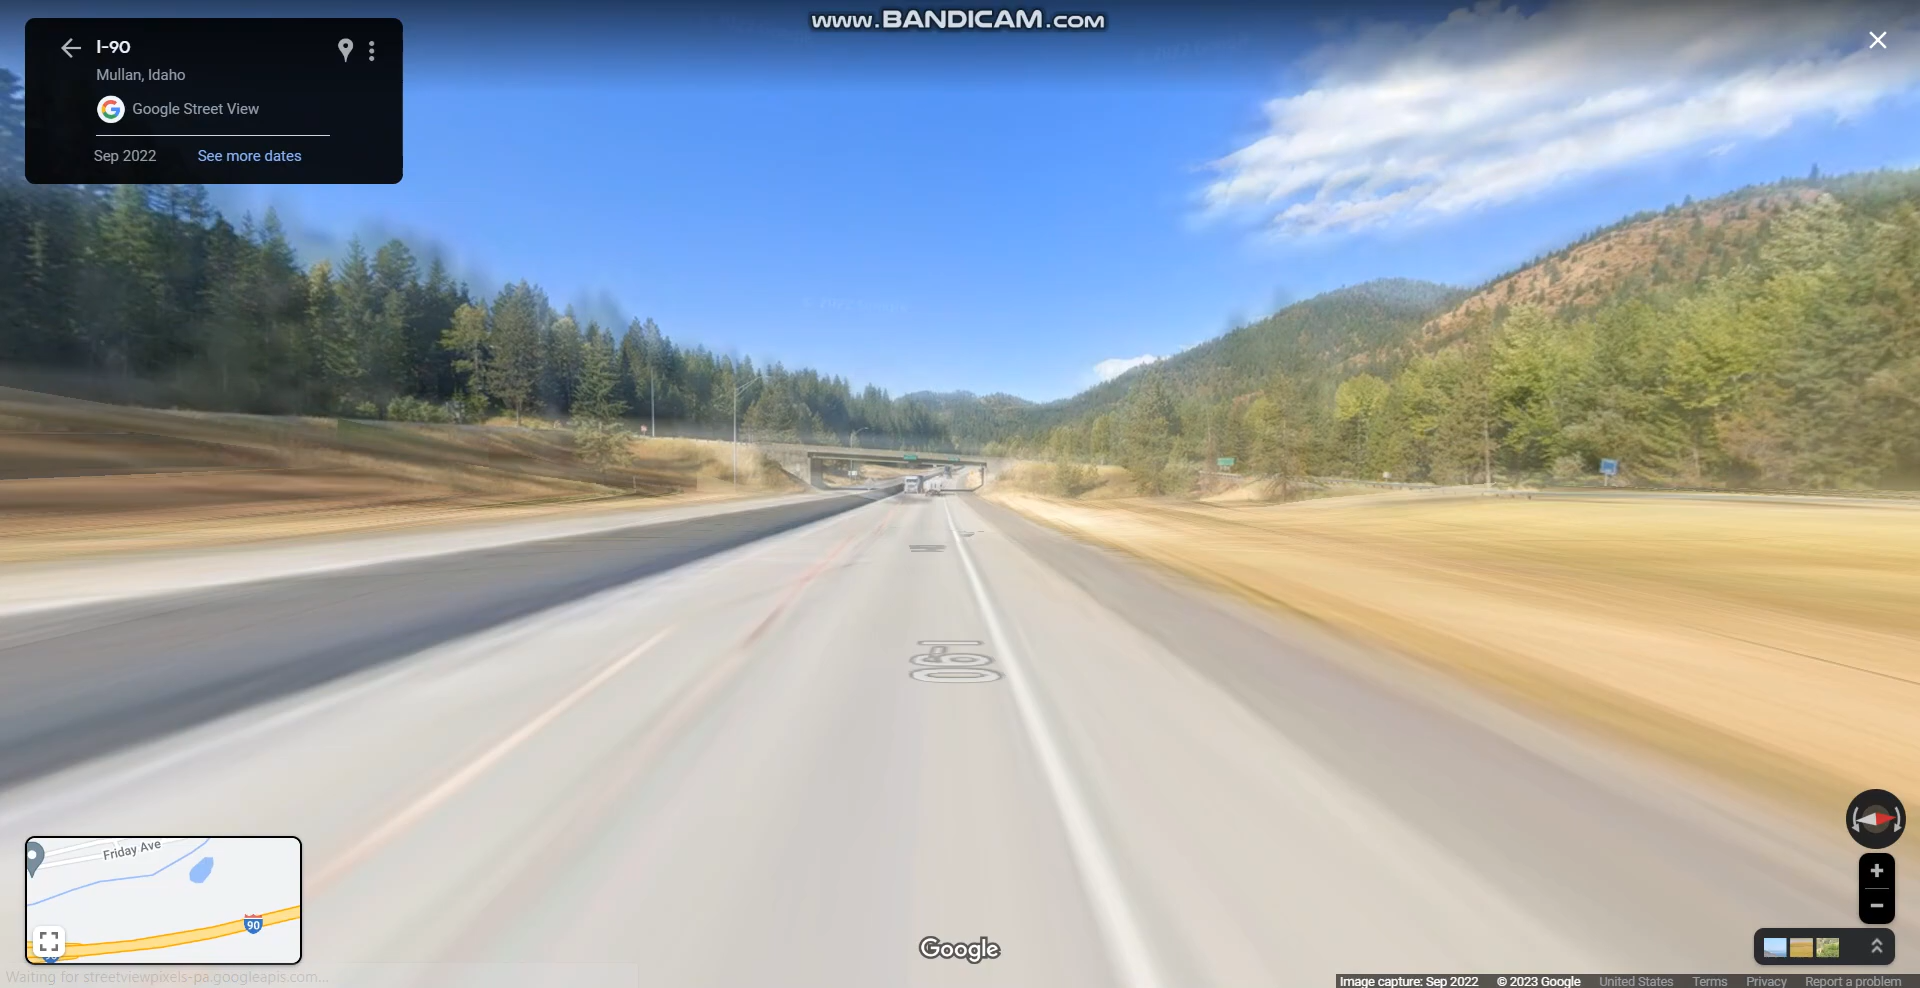 www.BANDICAM.com
I-90
Mullan, Idaho
Google Street View
Sep 2022
See more dates
I-90
Friday Ave
90
Google
Waiting for streetviewpixels-pa.googleapis.com...
Image capture: Sep 2022
© 2023 Google
United States
Terms
Privacy
Report a problem